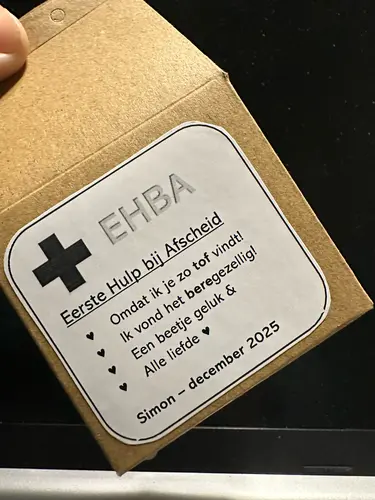 EHBA
Eerste Hulp bij Afscheid
♥ Omdat ik je zo tof vindt!
♥ Ik vond het beregezellig!
♥ Een beetje geluk &
♥ Alle liefde ♥
Simon – december 2025